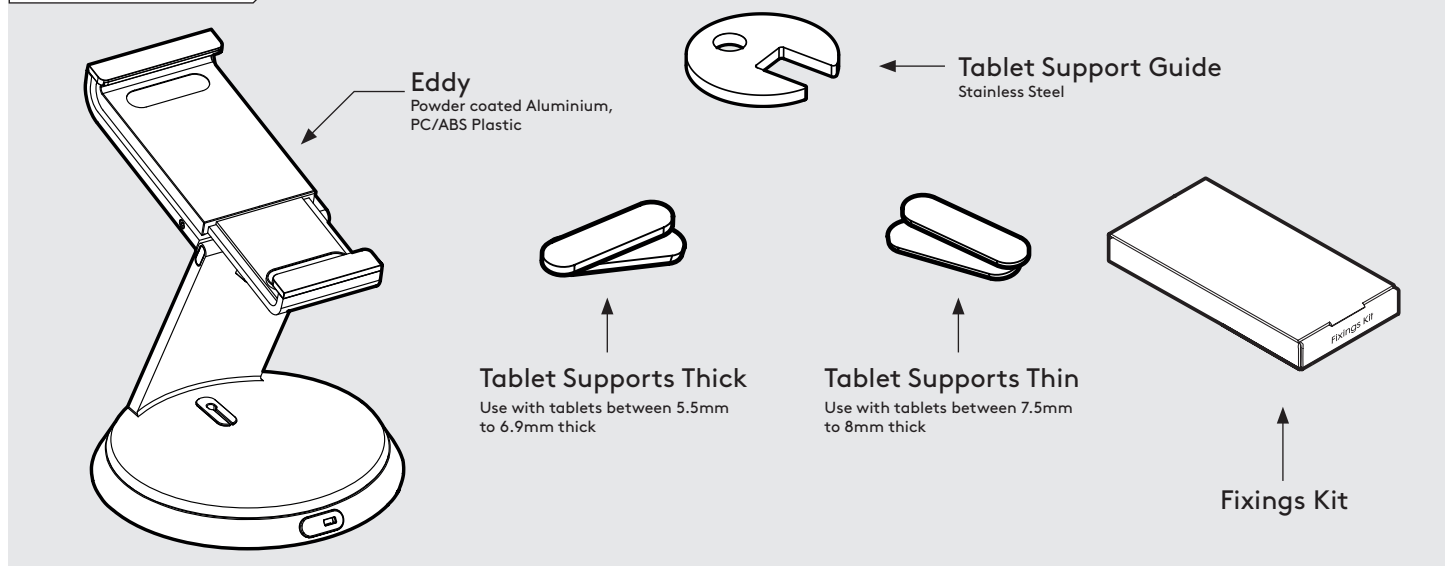 Eddy
Powder coated Aluminium,
PC/ABS Plastic
Tablet Support Guide
Stainless Steel
Tablet Supports Thick
Use with tablets between 5.5mm
to 6.9mm thick
Tablet Supports Thin
Use with tablets between 7.5mm
to 8mm thick
Fixings Kit
Fixings Kit